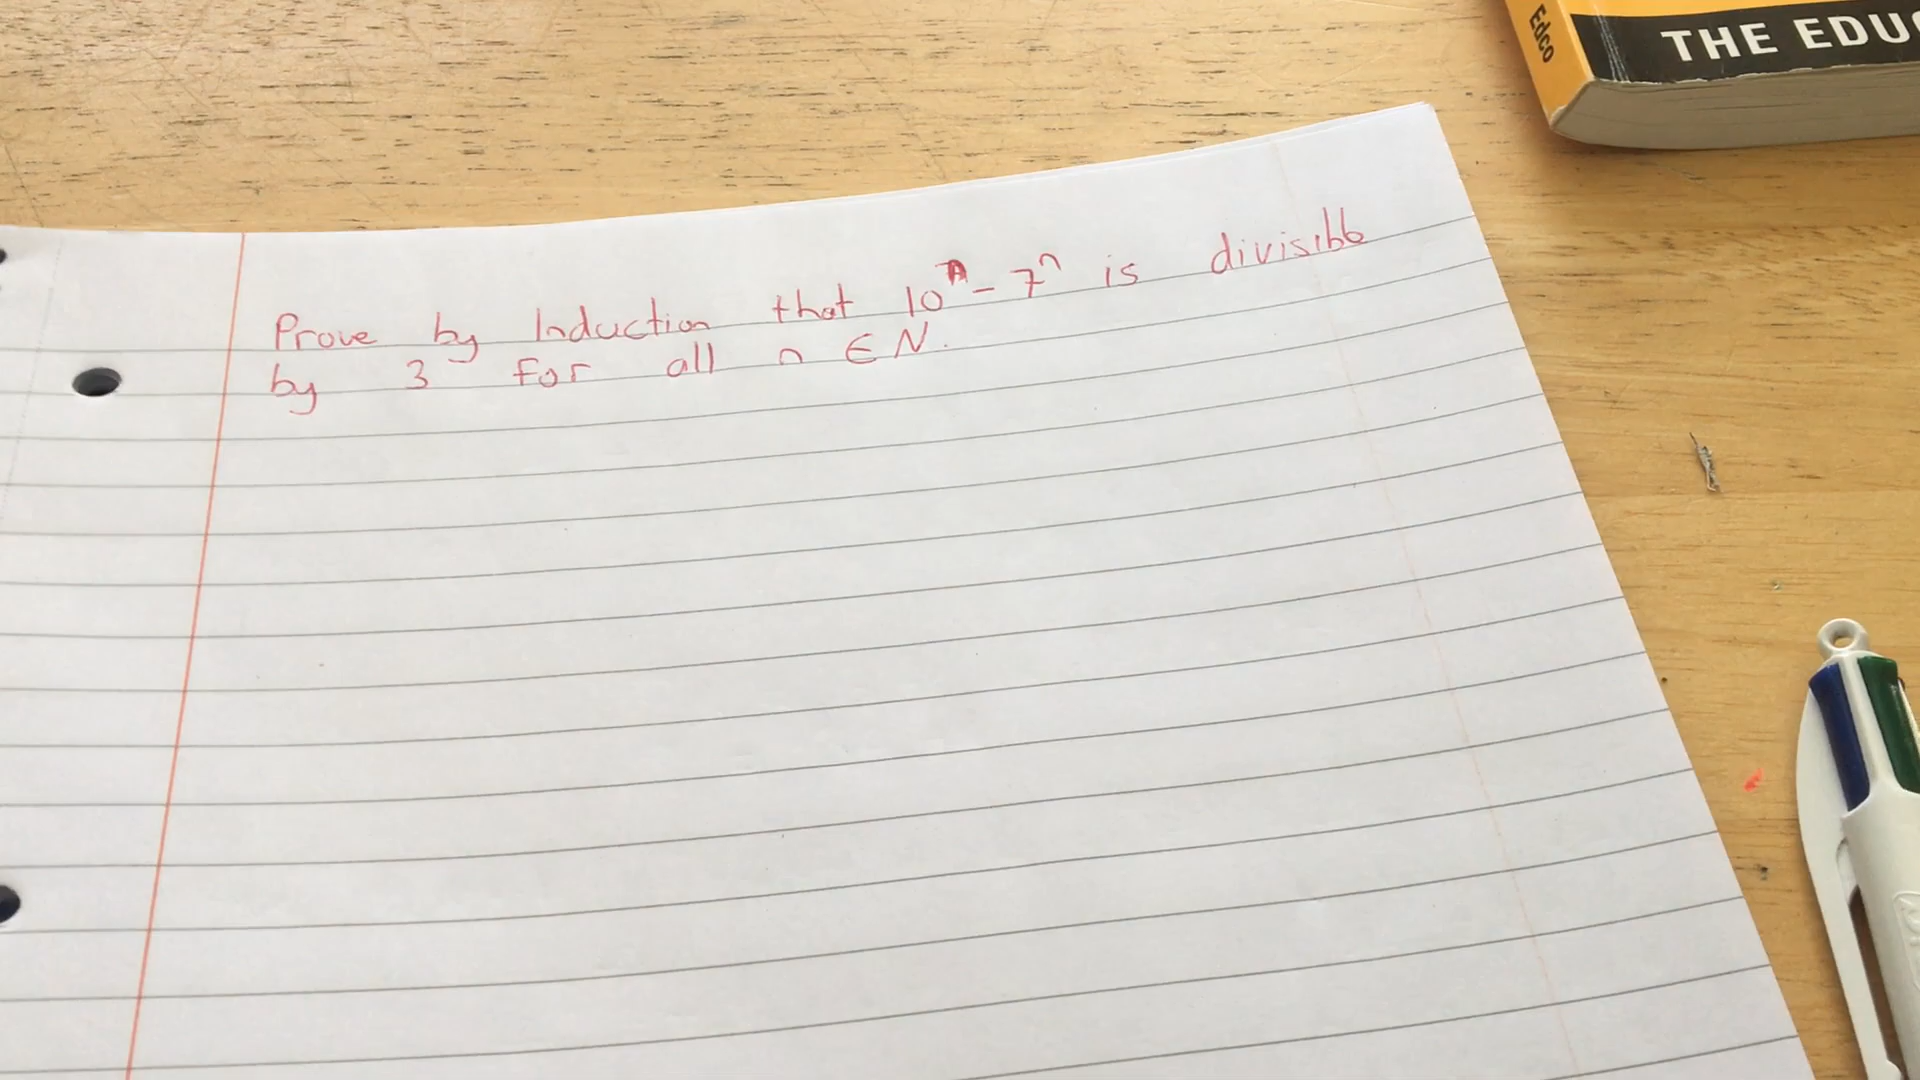 Edco
THE EDU
Prove by Induction that 10ⁿ - 7ⁿ is divisible
by 3 for all n ∈ N.